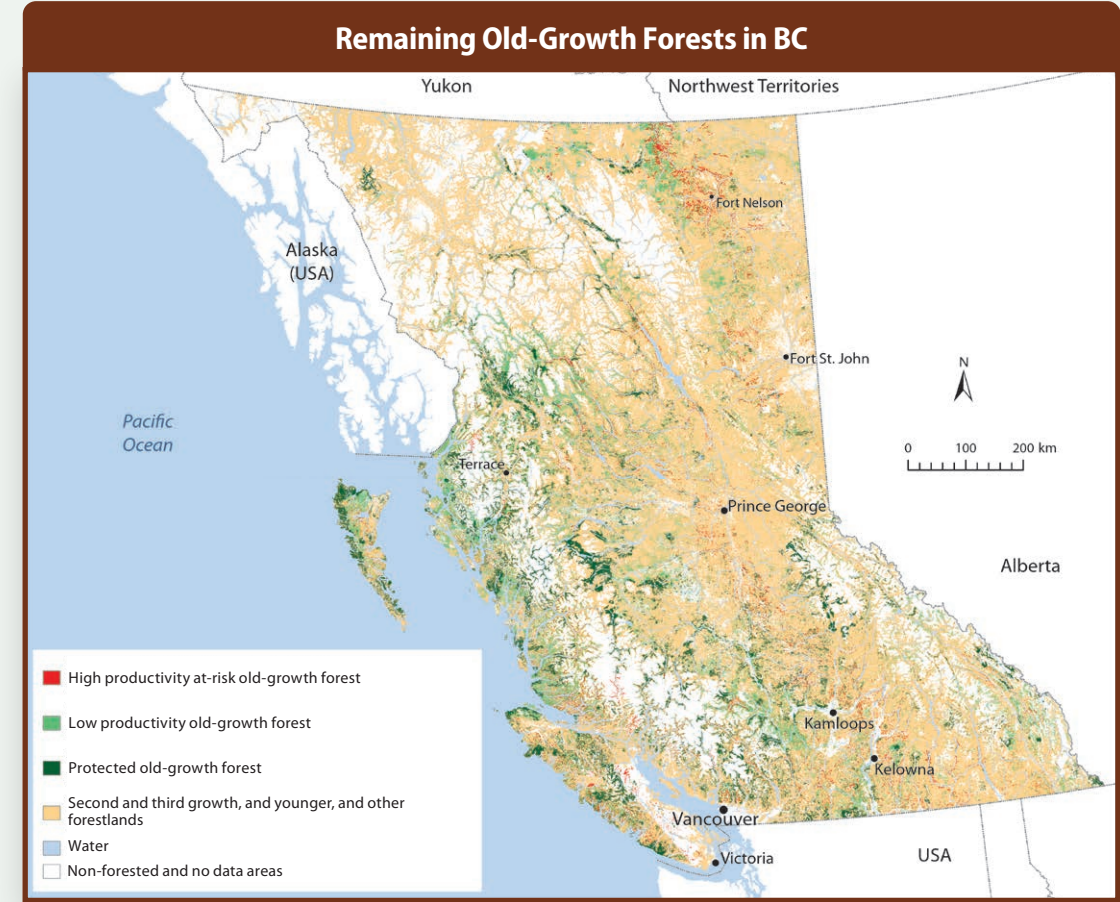 Remaining Old-Growth Forests in BC
Yukon
Northwest Territories
Fort Nelson
Alaska
(USA)
Fort St. John
N
Pacific
Ocean
0 100 200 km
Terrace
Prince George
Alberta
High productivity at-risk old-growth forest
Low productivity old-growth forest
Kamloops
Protected old-growth forest
Kelowna
Second and third growth, and younger, and other
forestlands
Vancouver
Water
Victoria
USA
Non-forested and no data areas